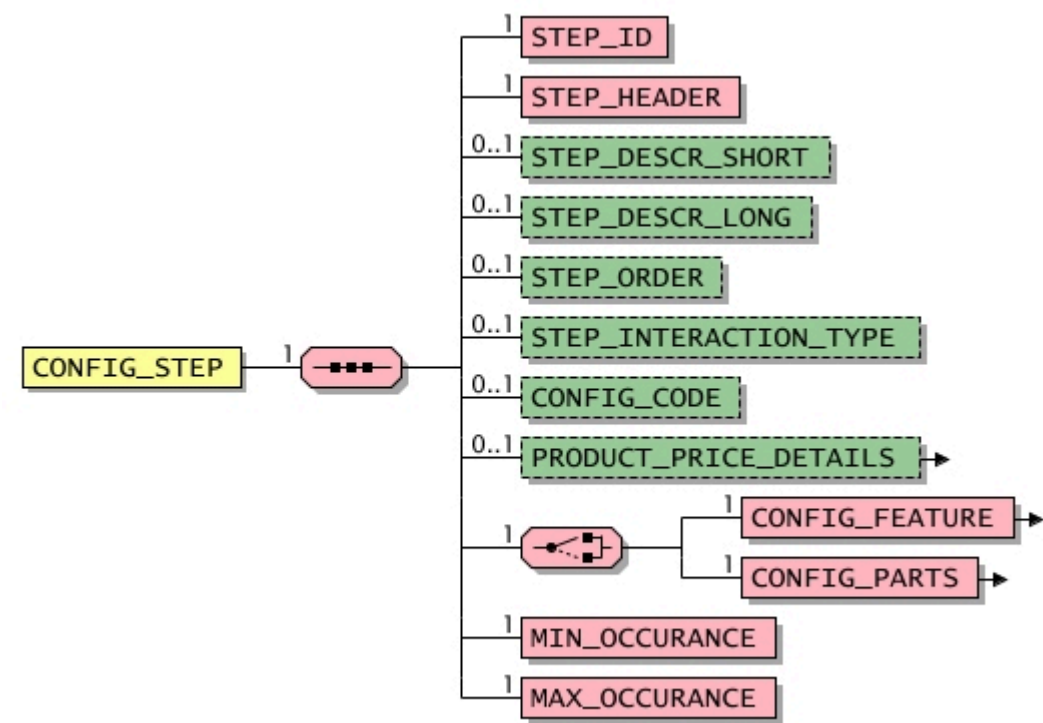 1 STEP_ID
1 STEP_HEADER
0..1 STEP_DESCR_SHORT
0..1 STEP_DESCR_LONG
0..1 STEP_ORDER
0..1 STEP_INTERACTION_TYPE
CONFIG_STEP 1
0..1 CONFIG_CODE
0..1 PRODUCT_PRICE_DETAILS
1
1 CONFIG_FEATURE
1 CONFIG_PARTS
1 MIN_OCCURANCE
1 MAX_OCCURANCE